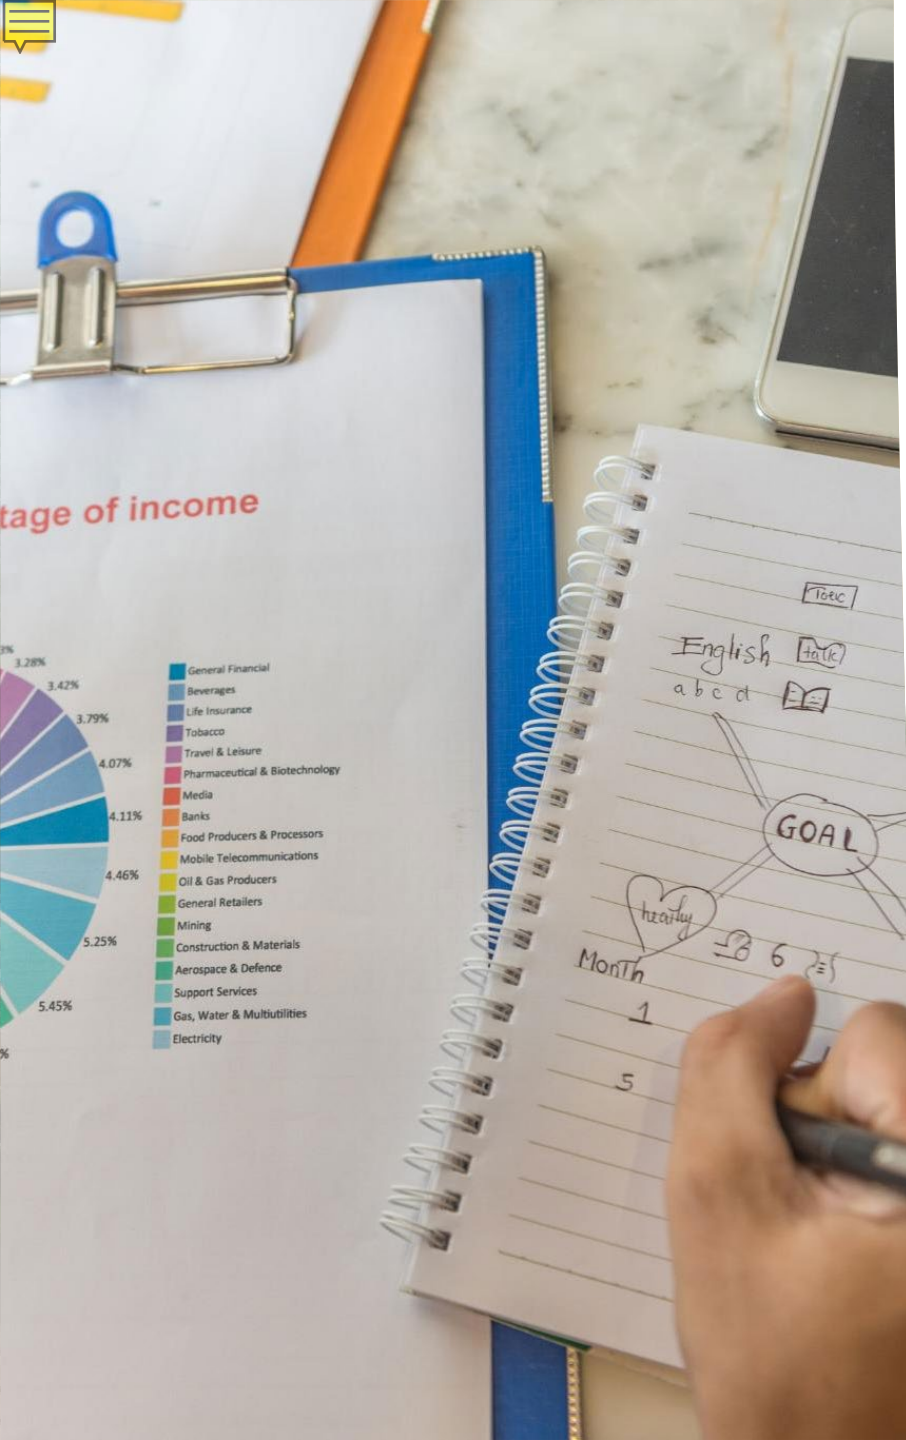 tage of income
3%
3.28%
3.42%
3.79%
4.07%
4.11%
4.46%
5.25%
5.45%
%
General Financial
Beverages
Life Insurance
Tobacco
Travel & Leisure
Pharmaceutical & Biotechnology
Media
Banks
Food Producers & Processors
Mobile Telecommunications
Oil & Gas Producers
General Retailers
Mining
Construction & Materials
Aerospace & Defence
Support Services
Gas, Water & Multiutilities
Electricity
Toeic
English talk
a b c d
GOAL
Month
6
1
5